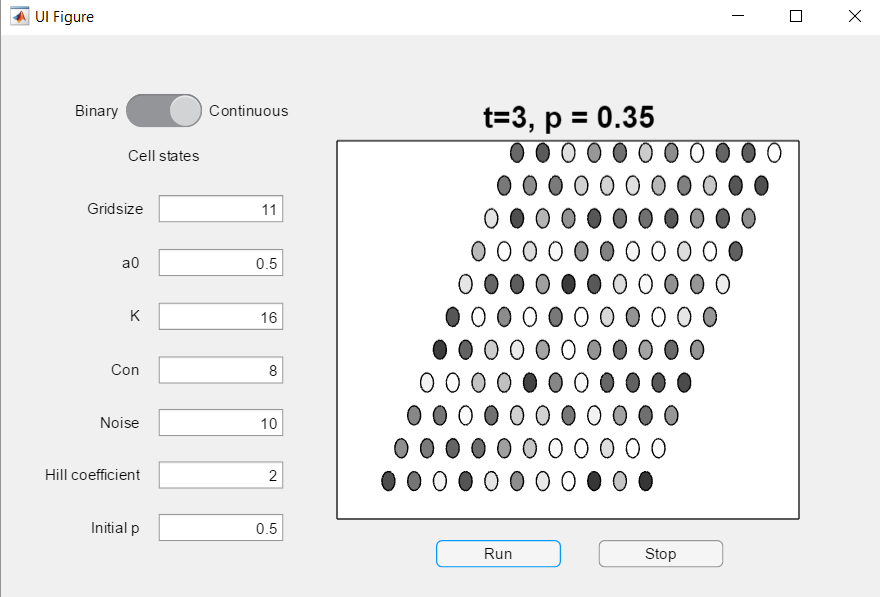 UI Figure
Binary Continuous
Cell states
t=3, p = 0.35
Gridsize 11
a0 0.5
K 16
Con 8
Noise 10
Hill coefficient 2
Initial p 0.5
Run Stop